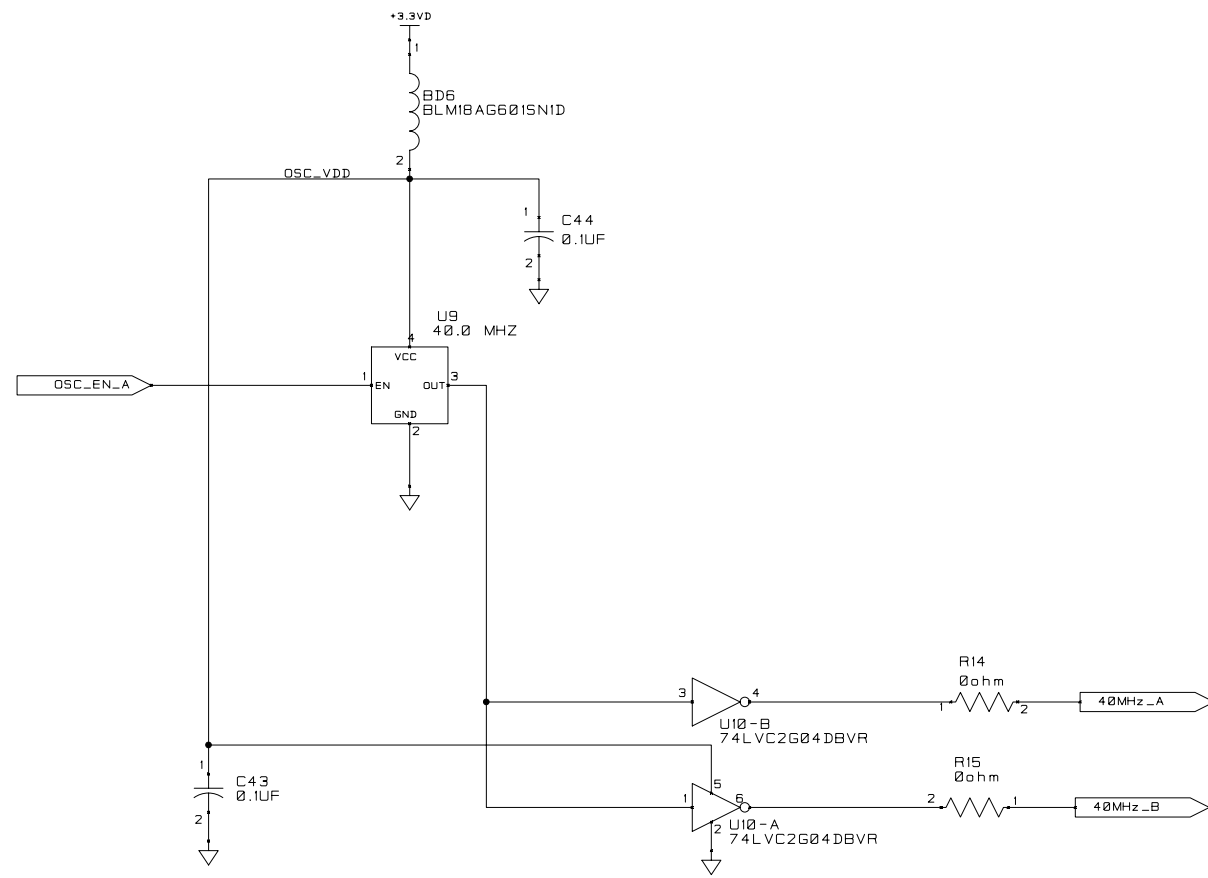 +3.3VD
1
BD6
BLM18AG601SN1D
2
OSC_VDD
1
C44
0.1UF
2
U9
40.0 MHZ
4
VCC
OSC_EN_A
1
EN
OUT
3
GND
2
R14
0ohm
3
4
1
2
40MHz_A
U10-B
74LVC2G04DBVR
1
C43
0.1UF
2
R15
0ohm
5
1
6
2
1
40MHz_B
2
U10-A
74LVC2G04DBVR